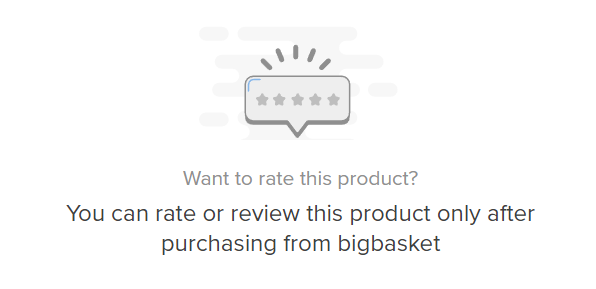 Want to rate this product?
You can rate or review this product only after
purchasing from bigbasket